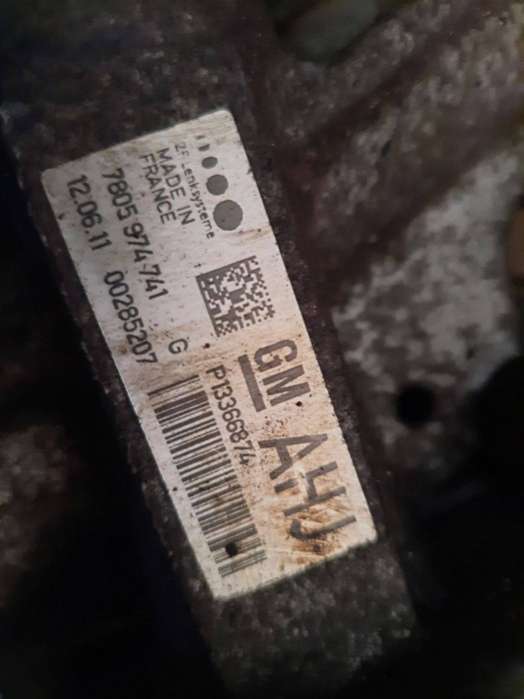 ZF Lenksysteme
MADE IN
FRANCE
7805 974 741
12.06.11 00285207
G
GM
P13366874
AHJ